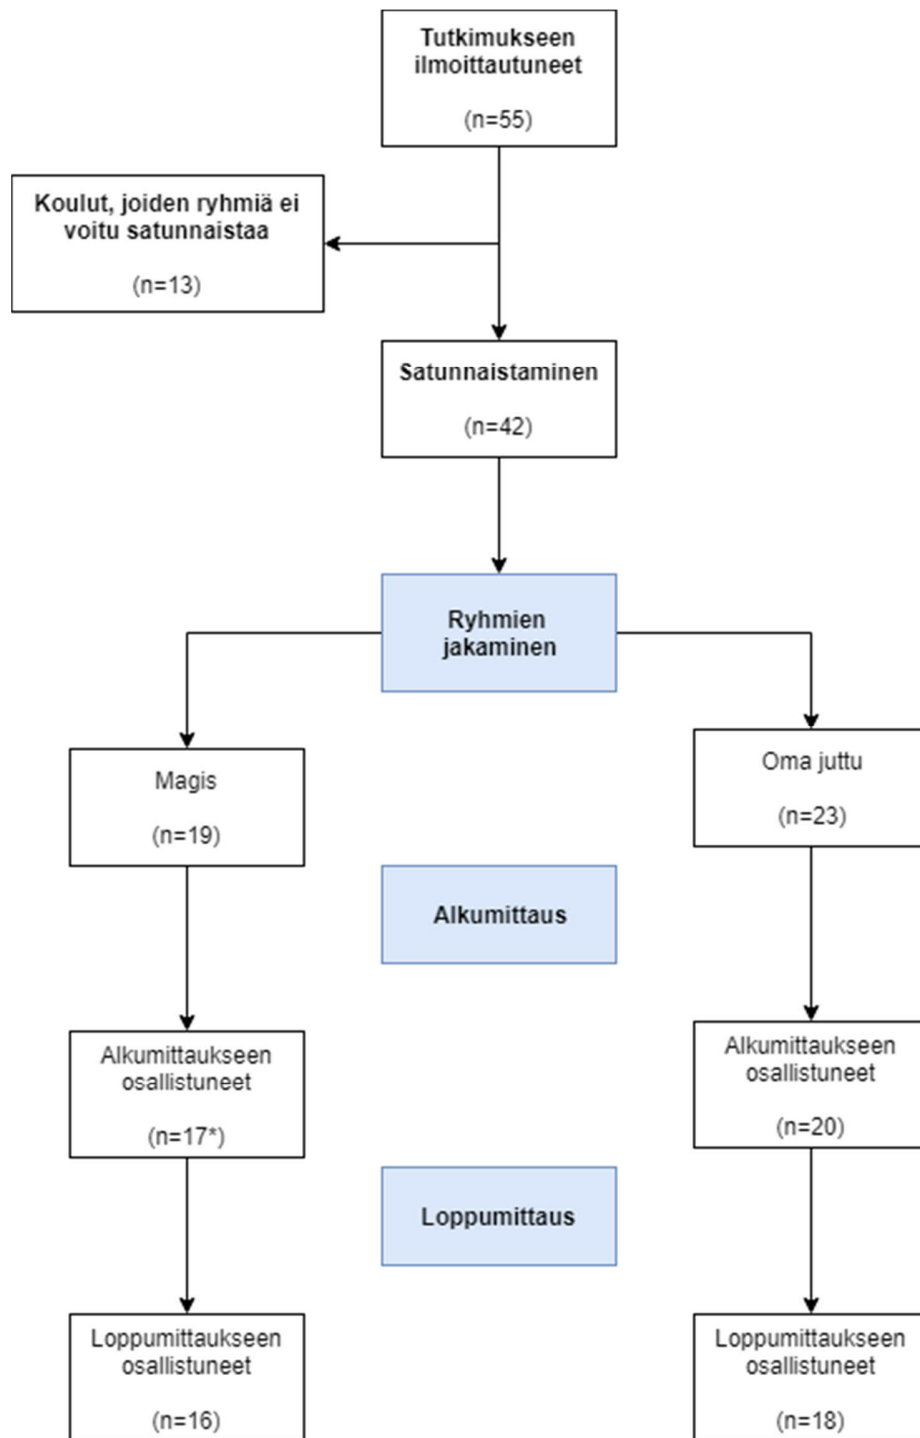 Tutkimukseen
ilmoittautuneet
(n=55)
Koulut, joiden ryhmiä ei
voitu satunnaistaa
(n=13)
Satunnaistaminen
(n=42)
Ryhmien
jakaminen
Magis
(n=19)
Oma juttu
(n=23)
Alkumittaus
Alkumittaukseen
osallistuneet
(n=17*)
Alkumittaukseen
osallistuneet
(n=20)
Loppumittaus
Loppumittaukseen
osallistuneet
(n=16)
Loppumittaukseen
osallistuneet
(n=18)